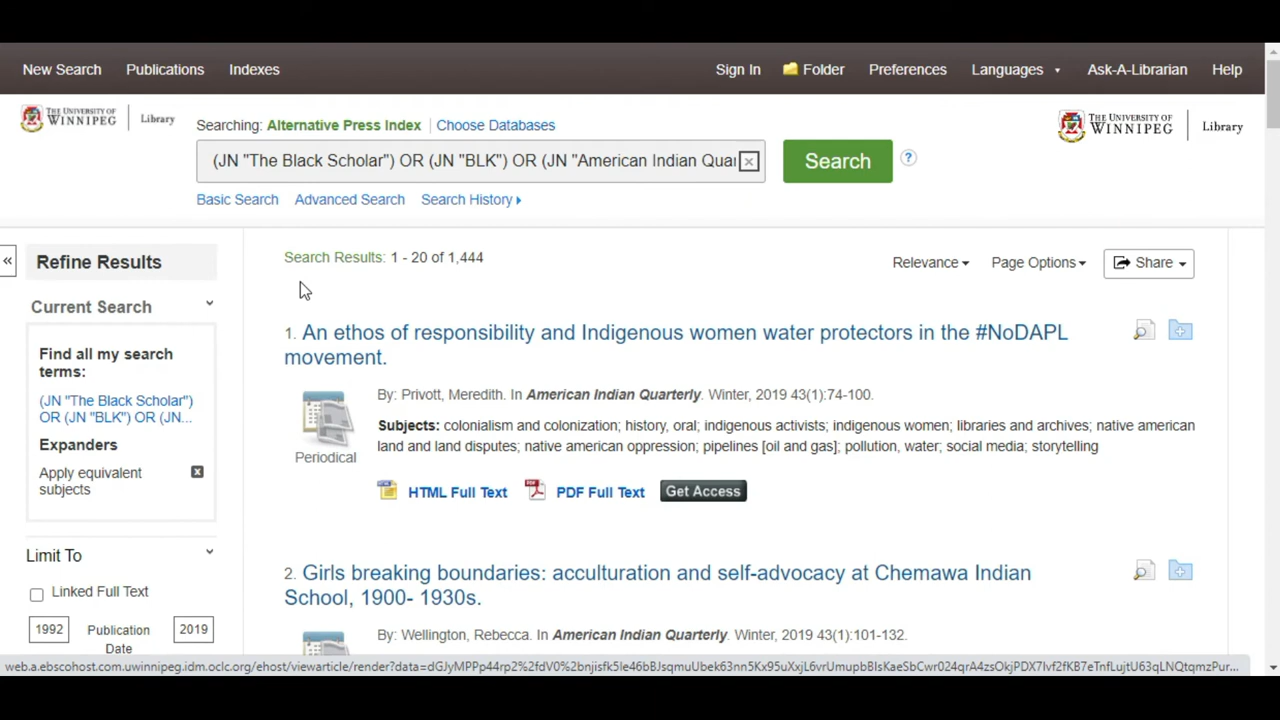 New Search Publications Indexes Sign In Folder Preferences Languages Ask-A-Librarian Help
THE UNIVERSITY OF WINNIPEG Library
Searching: Alternative Press Index Choose Databases
(JN "The Black Scholar") OR (JN "BLK") OR (JN "American Indian Quar
Search
?
THE UNIVERSITY OF WINNIPEG Library
Basic Search Advanced Search Search History
«
Refine Results
Current Search
Find all my search
terms:
(JN "The Black Scholar")
OR (JN "BLK") OR (JN...
Expanders
Apply equivalent
subjects
Limit To
Linked Full Text
1992 Publication 2019
Date
Search Results: 1 - 20 of 1,444
Relevance Page Options Share
1. An ethos of responsibility and Indigenous women water protectors in the #NoDAPL
movement.
Periodical
By: Privott, Meredith. In American Indian Quarterly. Winter, 2019 43(1):74-100.
Subjects: colonialism and colonization; history, oral; indigenous activists; indigenous women; libraries and archives; native american
land and land disputes; native american oppression; pipelines [oil and gas]; pollution, water; social media; storytelling
HTML Full Text PDF Full Text Get Access
2. Girls breaking boundaries: acculturation and self-advocacy at Chemawa Indian
School, 1900- 1930s.
By: Wellington, Rebecca. In American Indian Quarterly. Winter, 2019 43(1):101-132.